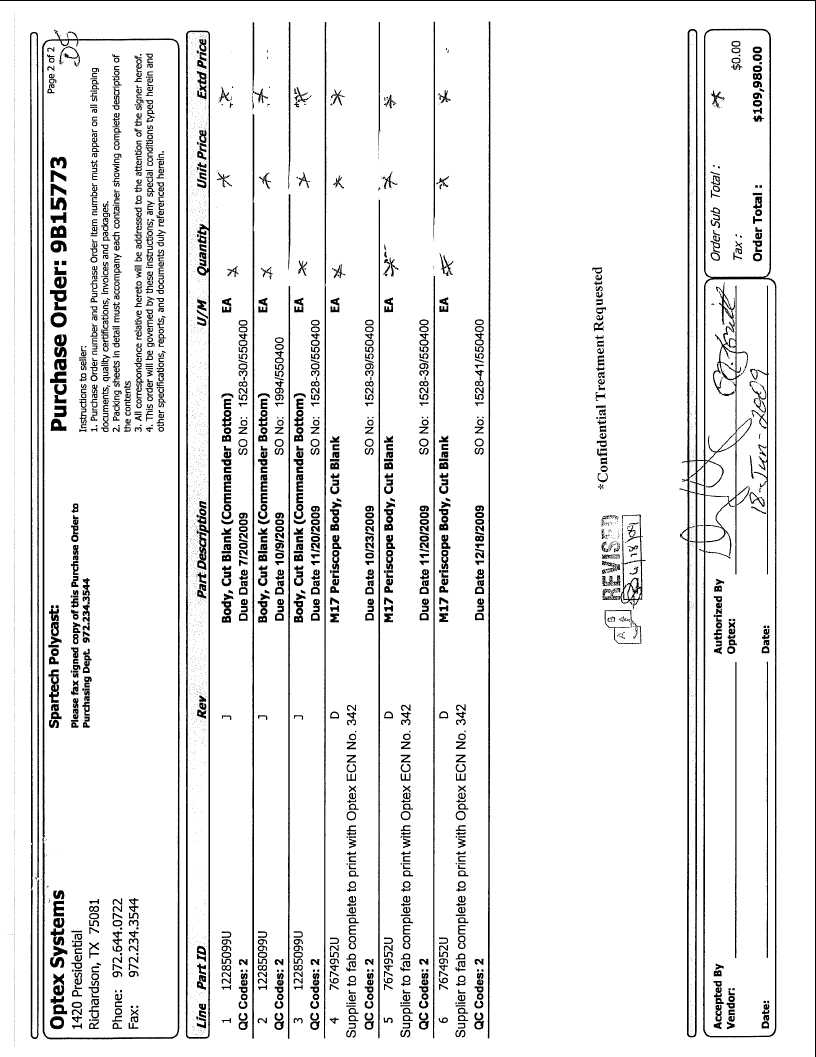 Optex Systems
1420 Presidential
Richardson, TX 75081
Phone: 972.644.0722
Fax: 972.234.3544
Spartech Polycast:
Please fax signed copy of this Purchase Order to
Purchasing Dept. 972.234.3544
Purchase Order: 9B15773
Page 2 of 2
Instructions to seller:
1. Purchase Order number and Purchase Order item number must appear on all shipping
documents, quality certifications, invoices and packages.
2. Packing sheets in detail must accompany each container showing complete description of
the contents
3. All correspondence relative hereto will be addressed to the attention of the signer hereof.
4. This order will be governed by these instructions; any special conditions typed herein and
other specifications, reports, and documents duly referenced herein.
Line Part ID Rev Part Description U/M Quantity Unit Price Extd Price
1 12285099U J Body, Cut Blank (Commander Bottom) EA * * *
QC Codes: 2 Due Date 7/20/2009 SO No: 1528-30/550400
2 12285099U J Body, Cut Blank (Commander Bottom) EA * * *
QC Codes: 2 Due Date 10/9/2009 SO No: 1994/550400
3 12285099U J Body, Cut Blank (Commander Bottom) EA * * *
QC Codes: 2 Due Date 11/20/2009 SO No: 1528-30/550400
4 7674952U D M17 Periscope Body, Cut Blank EA * * *
Supplier to fab complete to print with Optex ECN No. 342
QC Codes: 2 Due Date 10/23/2009 SO No: 1528-39/550400
5 7674952U D M17 Periscope Body, Cut Blank EA * * *
Supplier to fab complete to print with Optex ECN No. 342
QC Codes: 2 Due Date 11/20/2009 SO No: 1528-39/550400
6 7674952U D M17 Periscope Body, Cut Blank EA * * *
Supplier to fab complete to print with Optex ECN No. 342
QC Codes: 2 Due Date 12/18/2009 SO No: 1528-41/550400
REVISED
6/18/09
*Confidential Treatment Requested
Accepted By
Vendor:
Date:
Authorized By
Optex:
Date: 18-Jun-2009
Order Sub Total: *
Tax: $0.00
Order Total: $109,980.00